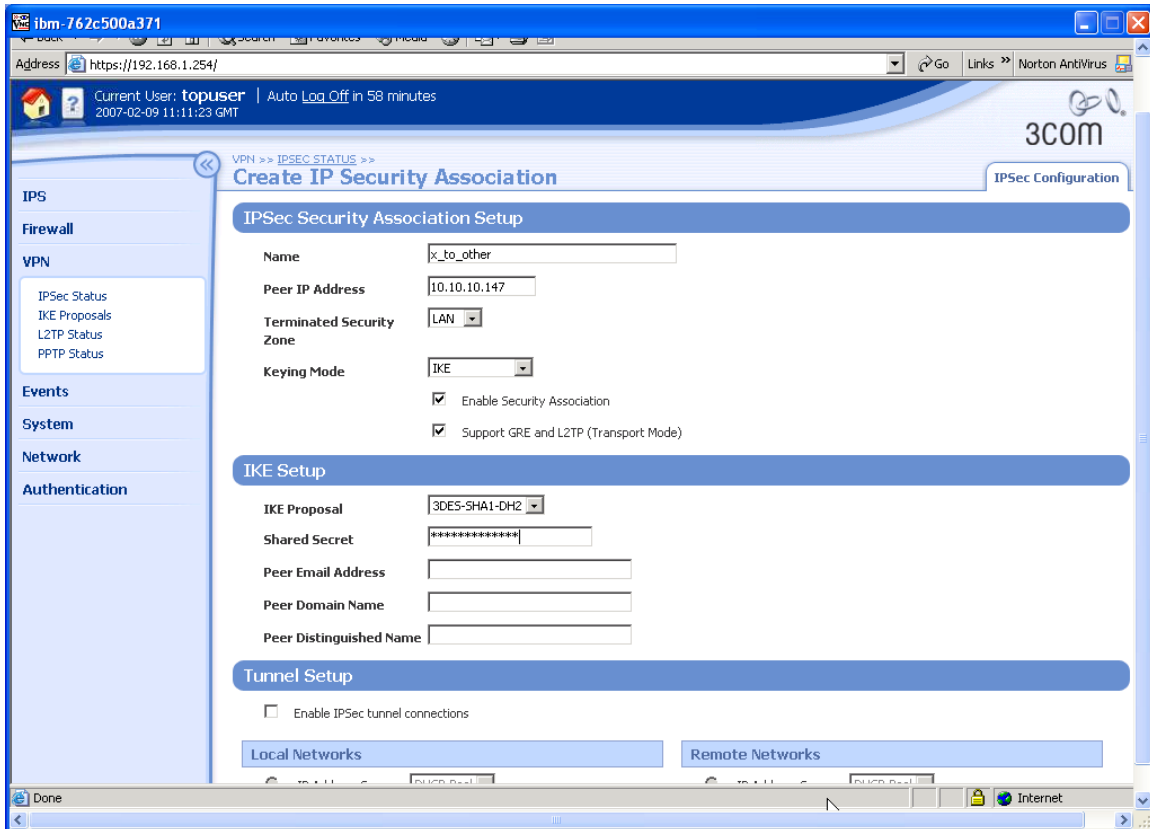 ibm-762c500a371
Back Search Favorites Media
Address https://192.168.1.254/ Go Links » Norton AntiVirus
Current User: topuser | Auto Log Off in 58 minutes
2007-02-09 11:11:23 GMT
3COM
VPN >> IPSEC STATUS >>
Create IP Security Association
IPSec Configuration
IPS
Firewall
VPN
IPSec Status
IKE Proposals
L2TP Status
PPTP Status
Events
System
Network
Authentication
IPSec Security Association Setup
Name x_to_other
Peer IP Address 10.10.10.147
Terminated Security Zone LAN
Keying Mode IKE
Enable Security Association
Support GRE and L2TP (Transport Mode)
IKE Setup
IKE Proposal 3DES-SHA1-DH2
Shared Secret *************
Peer Email Address
Peer Domain Name
Peer Distinguished Name
Tunnel Setup
Enable IPSec tunnel connections
Local Networks
Remote Networks
Done Internet